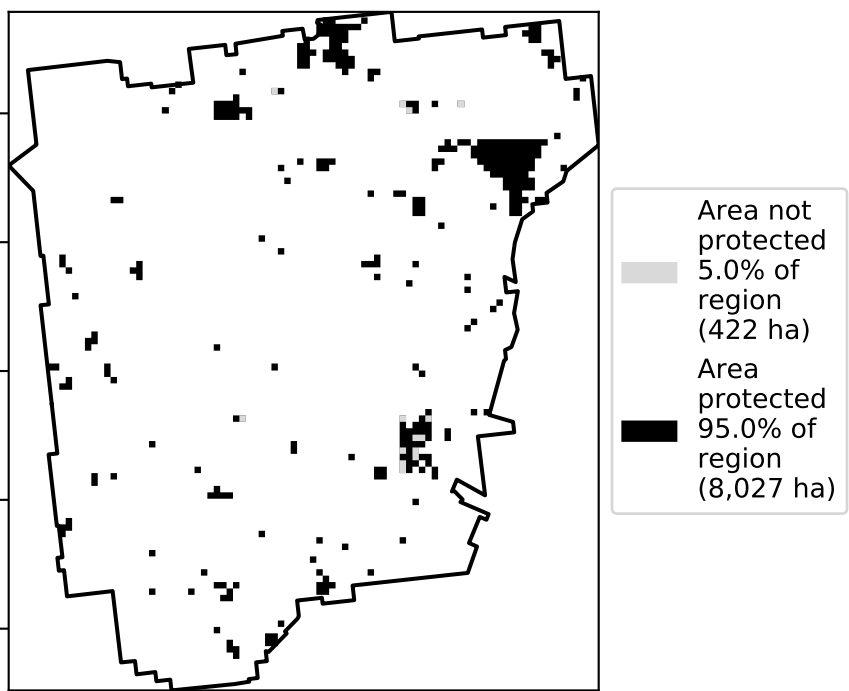 Area not
protected
5.0% of
region
(422 ha)
Area
protected
95.0% of
region
(8,027 ha)